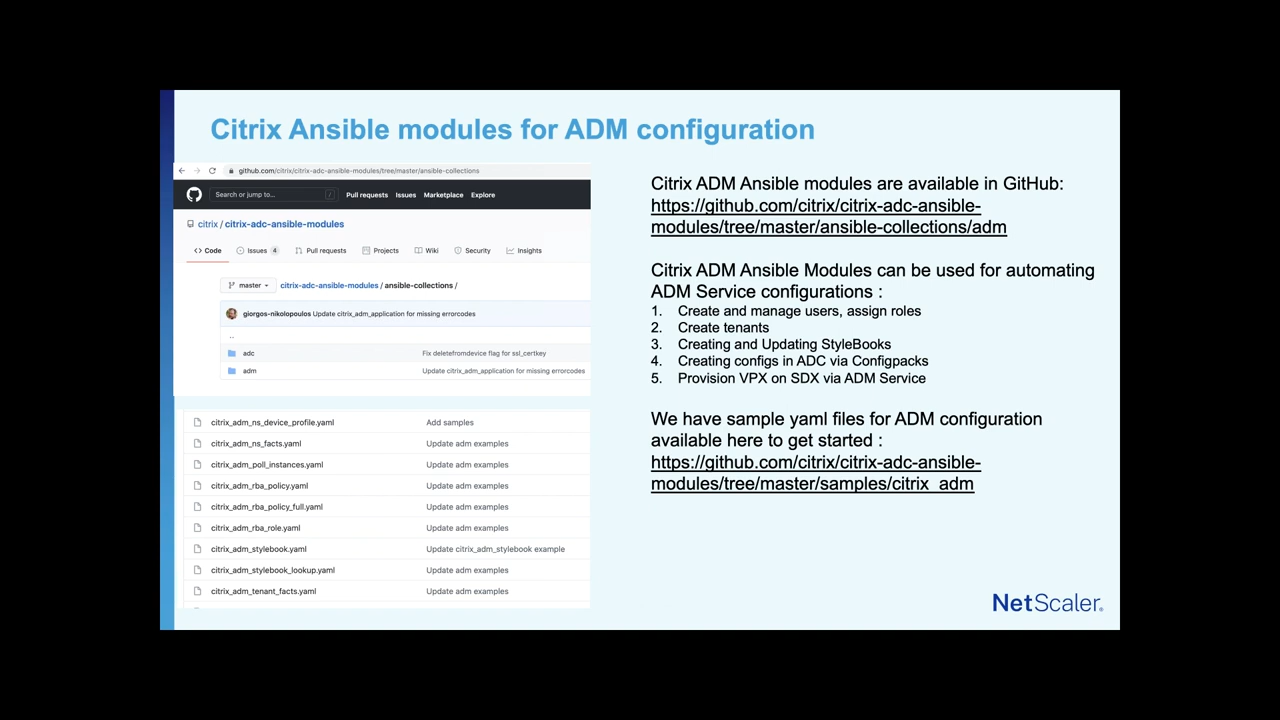 Citrix Ansible modules for ADM configuration
github.com/citrix/citrix-adc-ansible-modules/tree/master/ansible-collections
Search or jump to... / Pull requests Issues Marketplace Explore
citrix / citrix-adc-ansible-modules
Code Issues 4 Pull requests Projects Wiki Security Insights
master citrix-adc-ansible-modules / ansible-collections /
giorgos-nikolopoulos Update citrix_adm_application for missing errorcodes
..
adc Fix deletefromdevice flag for ssl_certkey
adm Update citrix_adm_application for missing errorcodes
citrix_adm_ns_device_profile.yaml Add samples
citrix_adm_ns_facts.yaml Update adm examples
citrix_adm_poll_instances.yaml Update adm examples
citrix_adm_rba_policy.yaml Update adm examples
citrix_adm_rba_policy_full.yaml Update adm examples
citrix_adm_rba_role.yaml Update adm examples
citrix_adm_stylebook.yaml Update citrix_adm_stylebook example
citrix_adm_stylebook_lookup.yaml Update adm examples
citrix_adm_tenant_facts.yaml Update adm examples
Citrix ADM Ansible modules are available in GitHub:
https://github.com/citrix/citrix-adc-ansible-
modules/tree/master/ansible-collections/adm
Citrix ADM Ansible Modules can be used for automating
ADM Service configurations :
1. Create and manage users, assign roles
2. Create tenants
3. Creating and Updating StyleBooks
4. Creating configs in ADC via Configpacks
5. Provision VPX on SDX via ADM Service
We have sample yaml files for ADM configuration
available here to get started :
https://github.com/citrix/citrix-adc-ansible-
modules/tree/master/samples/citrix_adm
NetScaler®